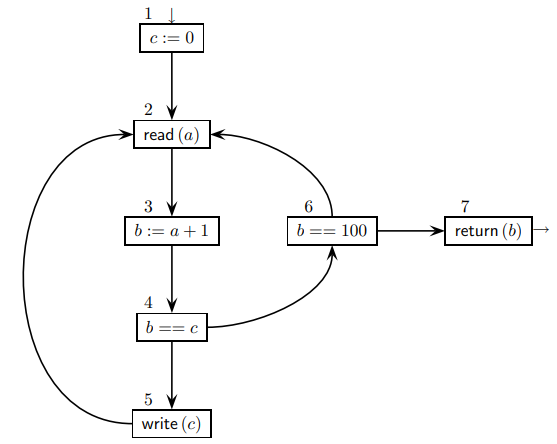 1
c := 0
2
read (a)
3
b := a + 1
6
b == 100
7
return (b)
4
b == c
5
write (c)